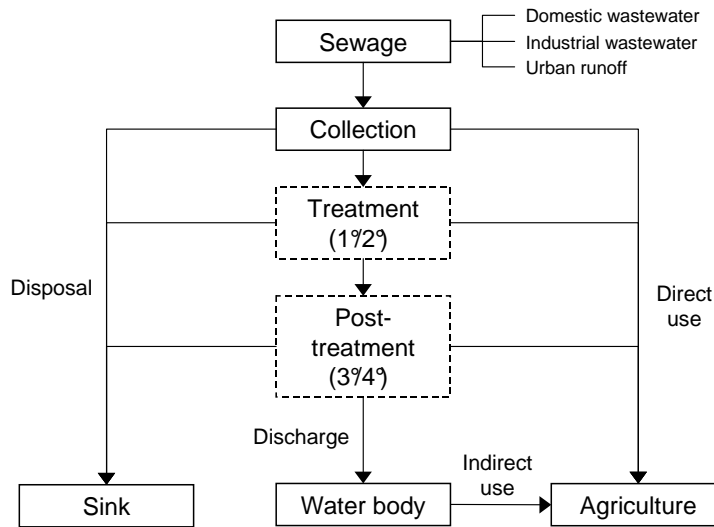 Domestic wastewater
Sewage
Industrial wastewater
Urban runoff
Collection
Treatment
(1°/2°)
Disposal
Direct
use
Post-
treatment
(3°/4°)
Discharge
Indirect
use
Sink
Water body
Agriculture